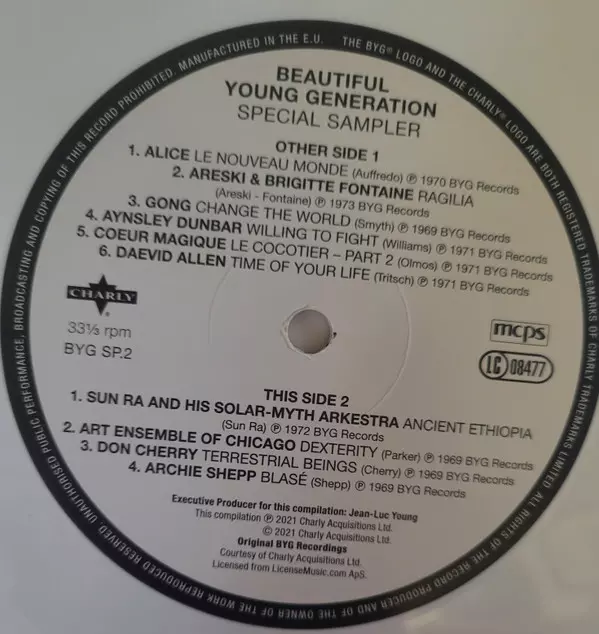 THE BYG® LOGO AND THE CHARLY® LOGO ARE BOTH REGISTERED TRADEMARKS OF CHARLY TRADEMARKS LIMITED ALL RIGHTS OF THE RECORD PRODUCER AND OF THE OWNER OF THE WORK REPRODUCED RESERVED. UNAUTHORISED PUBLIC PERFORMANCE, BROADCASTING AND COPYING OF THIS RECORD PROHIBITED. MANUFACTURED IN THE E.U.
BEAUTIFUL
YOUNG GENERATION
SPECIAL SAMPLER
OTHER SIDE 1
1. ALICE LE NOUVEAU MONDE (Auffredo) ℗ 1970 BYG Records
2. ARESKI & BRIGITTE FONTAINE RAGILIA
(Areski - Fontaine) ℗ 1973 BYG Records
3. GONG CHANGE THE WORLD (Smyth) ℗ 1969 BYG Records
4. AYNSLEY DUNBAR WILLING TO FIGHT (Williams) ℗ 1971 BYG Records
5. COEUR MAGIQUE LE COCOTIER – PART 2 (Olmos) ℗ 1971 BYG Records
6. DAEVID ALLEN TIME OF YOUR LIFE (Tritsch) ℗ 1971 BYG Records
CHARLY®
33⅓ rpm
BYG SP.2
mcps
LC 08477
THIS SIDE 2
1. SUN RA AND HIS SOLAR-MYTH ARKESTRA ANCIENT ETHIOPIA
(Sun Ra) ℗ 1972 BYG Records
2. ART ENSEMBLE OF CHICAGO DEXTERITY (Parker) ℗ 1969 BYG Records
3. DON CHERRY TERRESTRIAL BEINGS (Cherry) ℗ 1969 BYG Records
4. ARCHIE SHEPP BLASÉ (Shepp) ℗ 1969 BYG Records
Executive Producer for this compilation: Jean-Luc Young
This compilation ℗ 2021 Charly Acquisitions Ltd.
© 2021 Charly Acquisitions Ltd.
Original BYG Recordings
Courtesy of Charly Acquisitions Ltd.
Licensed from LicenseMusic.com ApS.